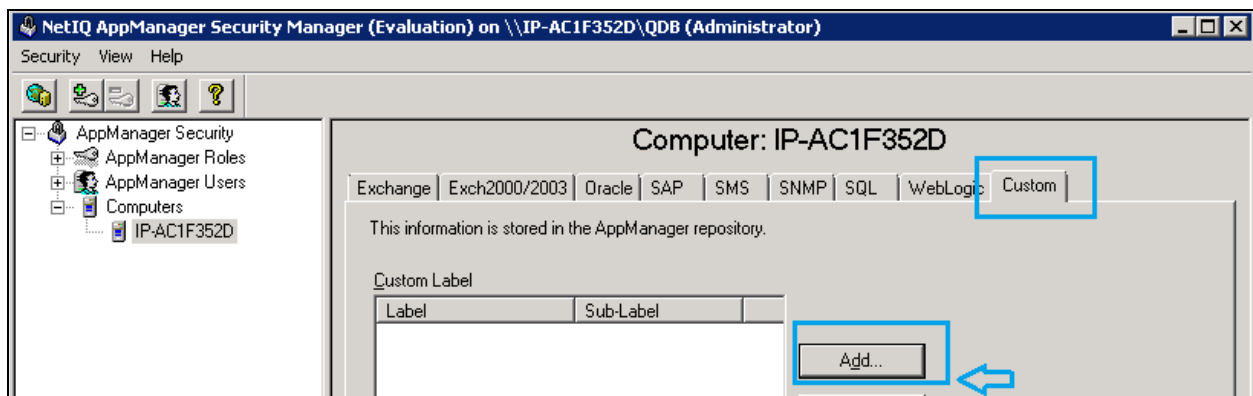 NetIQ AppManager Security Manager (Evaluation) on \\IP-AC1F352D\QDB (Administrator)
Security View Help
AppManager Security
AppManager Roles
AppManager Users
Computers
IP-AC1F352D
Computer: IP-AC1F352D
Exchange Exch2000/2003 Oracle SAP SMS SNMP SQL WebLogic Custom
This information is stored in the AppManager repository.
Custom Label
Label Sub-Label
Add...